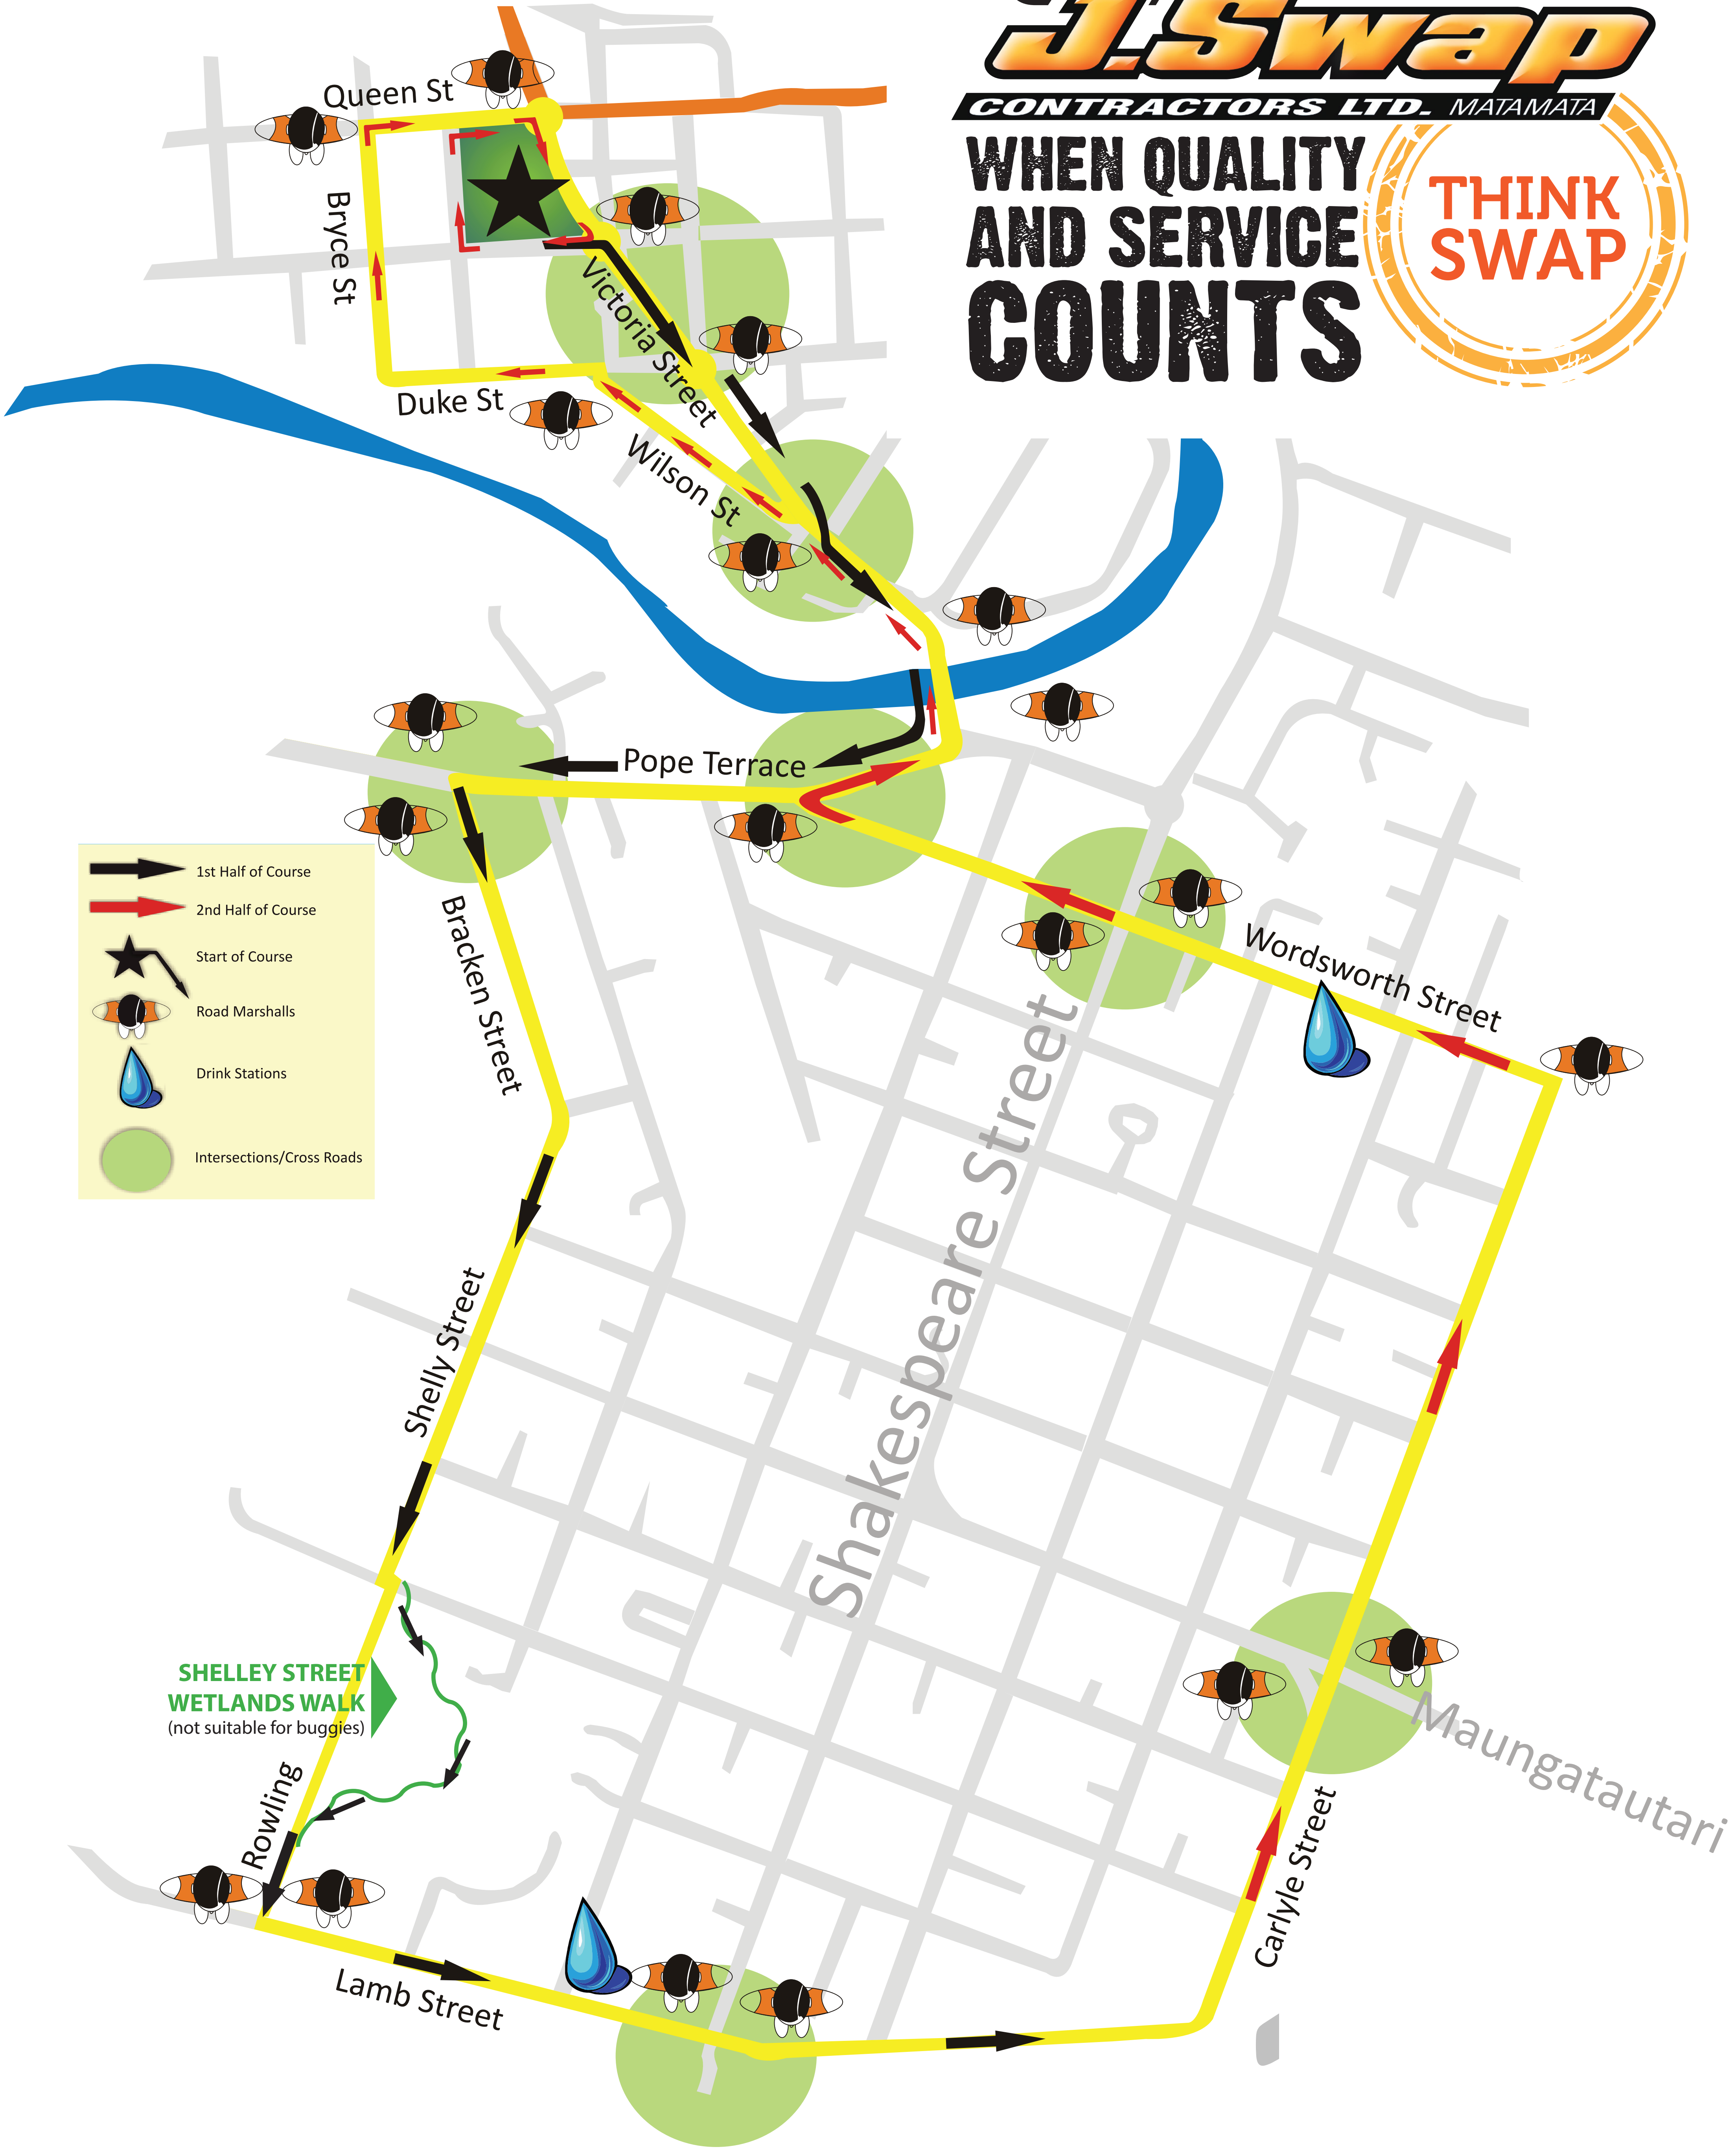 J.Swap
CONTRACTORS LTD. MATAMATA
WHEN QUALITY
AND SERVICE
COUNTS
THINK
SWAP
Queen St
Bryce St
Victoria Street
Duke St
Wilson St
Pope Terrace
1st Half of Course
2nd Half of Course
Start of Course
Road Marshalls
Drink Stations
Intersections/Cross Roads
Bracken Street
Wordsworth Street
Shakespeare Street
Shelly Street
SHELLEY STREET
WETLANDS WALK
(not suitable for buggies)
Rowling
Maungatautari
Carlyle Street
Lamb Street